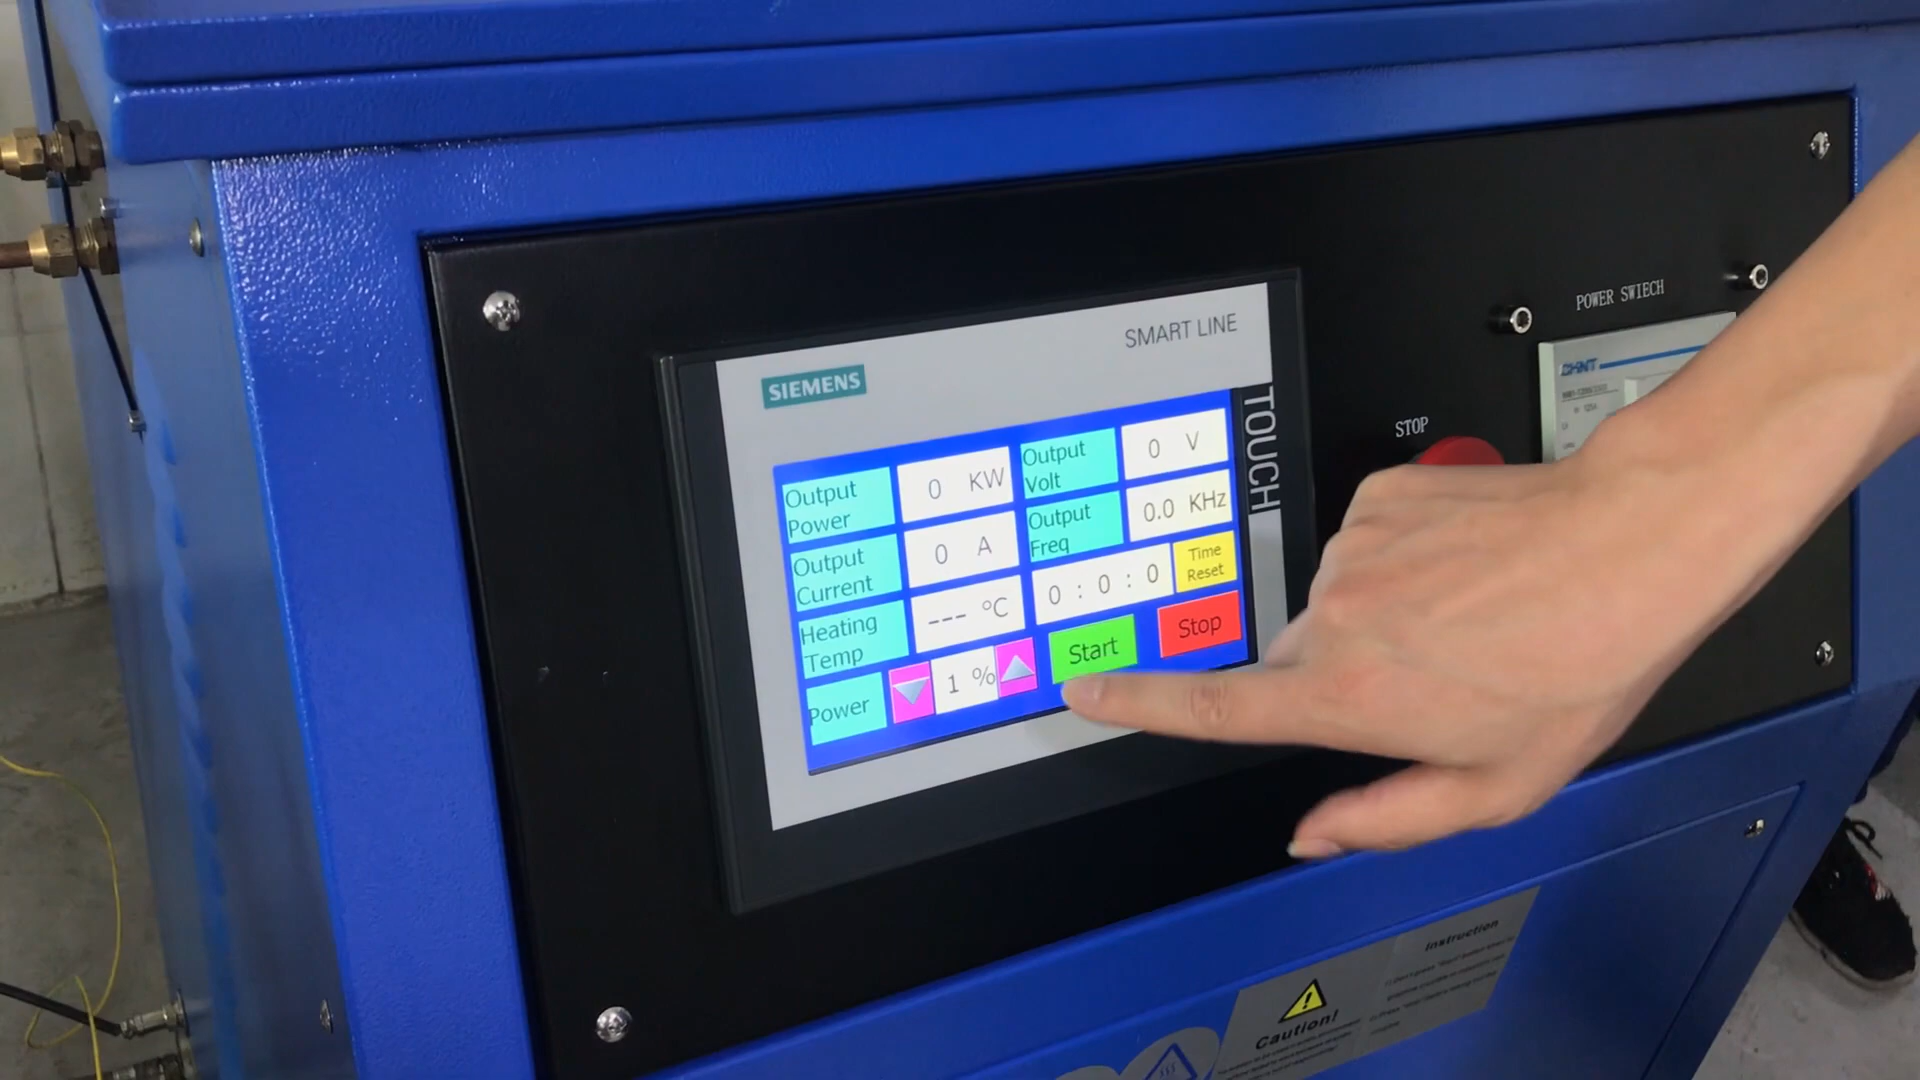 SIEMENS
SMART LINE
TOUCH
Output
Power
0 KW
Output
Volt
0 V
Output
Current
0 A
Output
Freq
0.0 KHz
Heating
Temp
--- °C
0 : 0 : 0
Time
Reset
Power
1 %
Start
Stop
STOP
POWER SWIECH
CHNT
Caution!
Instruction